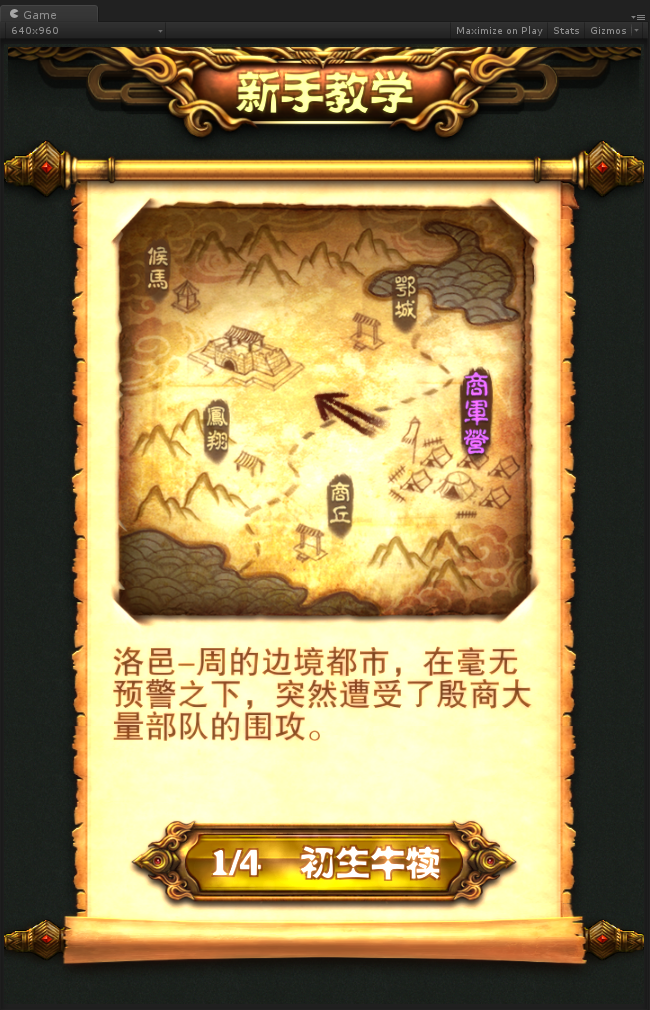 Game
640x960
Maximize on Play
Stats
Gizmos
新手教学
候馬
鄂城
商軍營
鳳翔
商丘
洛邑-周的边境都市，在毫无
预警之下，突然遭受了殷商大
量部队的围攻。
1/4 初生牛犊